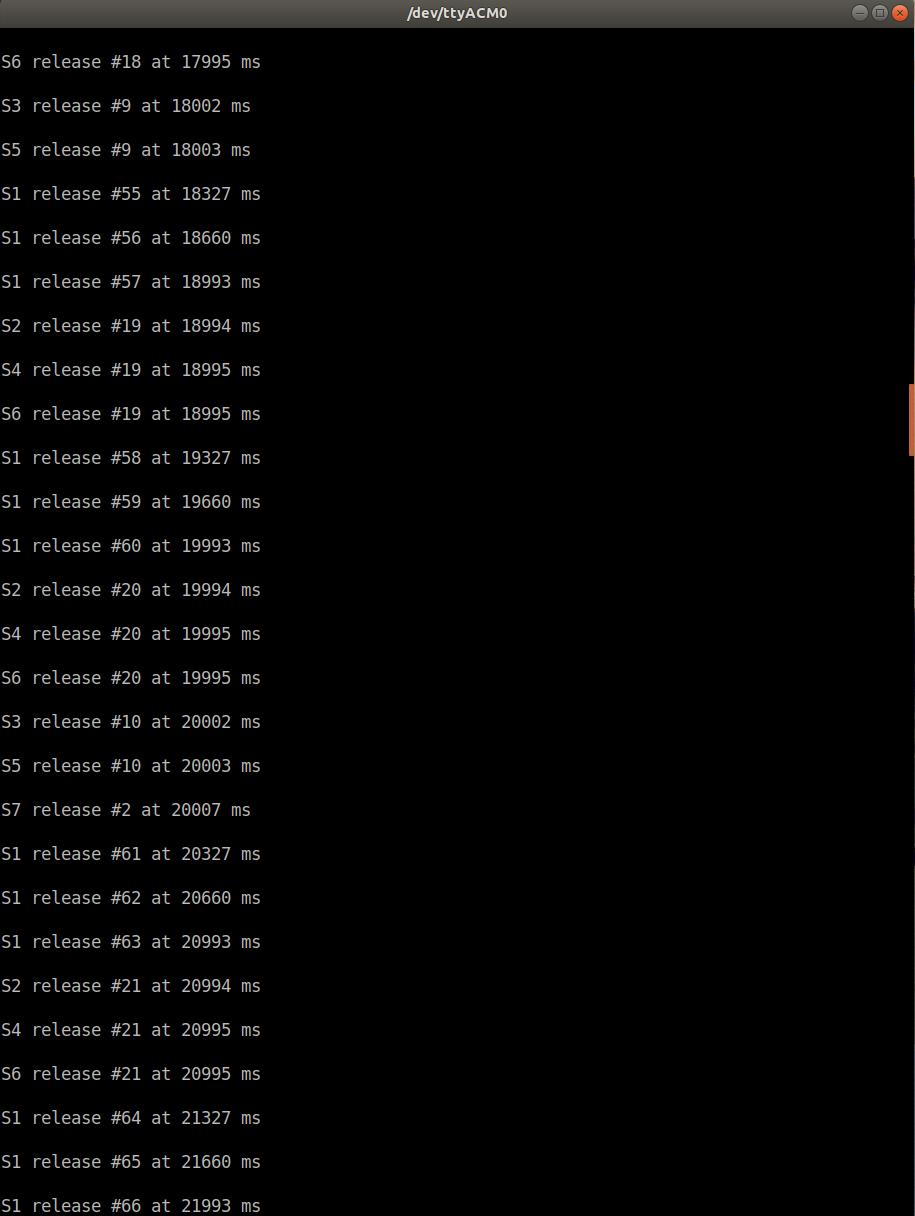 /dev/ttyACM0
S6 release #18 at 17995 ms
S3 release #9 at 18002 ms
S5 release #9 at 18003 ms
S1 release #55 at 18327 ms
S1 release #56 at 18660 ms
S1 release #57 at 18993 ms
S2 release #19 at 18994 ms
S4 release #19 at 18995 ms
S6 release #19 at 18995 ms
S1 release #58 at 19327 ms
S1 release #59 at 19660 ms
S1 release #60 at 19993 ms
S2 release #20 at 19994 ms
S4 release #20 at 19995 ms
S6 release #20 at 19995 ms
S3 release #10 at 20002 ms
S5 release #10 at 20003 ms
S7 release #2 at 20007 ms
S1 release #61 at 20327 ms
S1 release #62 at 20660 ms
S1 release #63 at 20993 ms
S2 release #21 at 20994 ms
S4 release #21 at 20995 ms
S6 release #21 at 20995 ms
S1 release #64 at 21327 ms
S1 release #65 at 21660 ms
S1 release #66 at 21993 ms